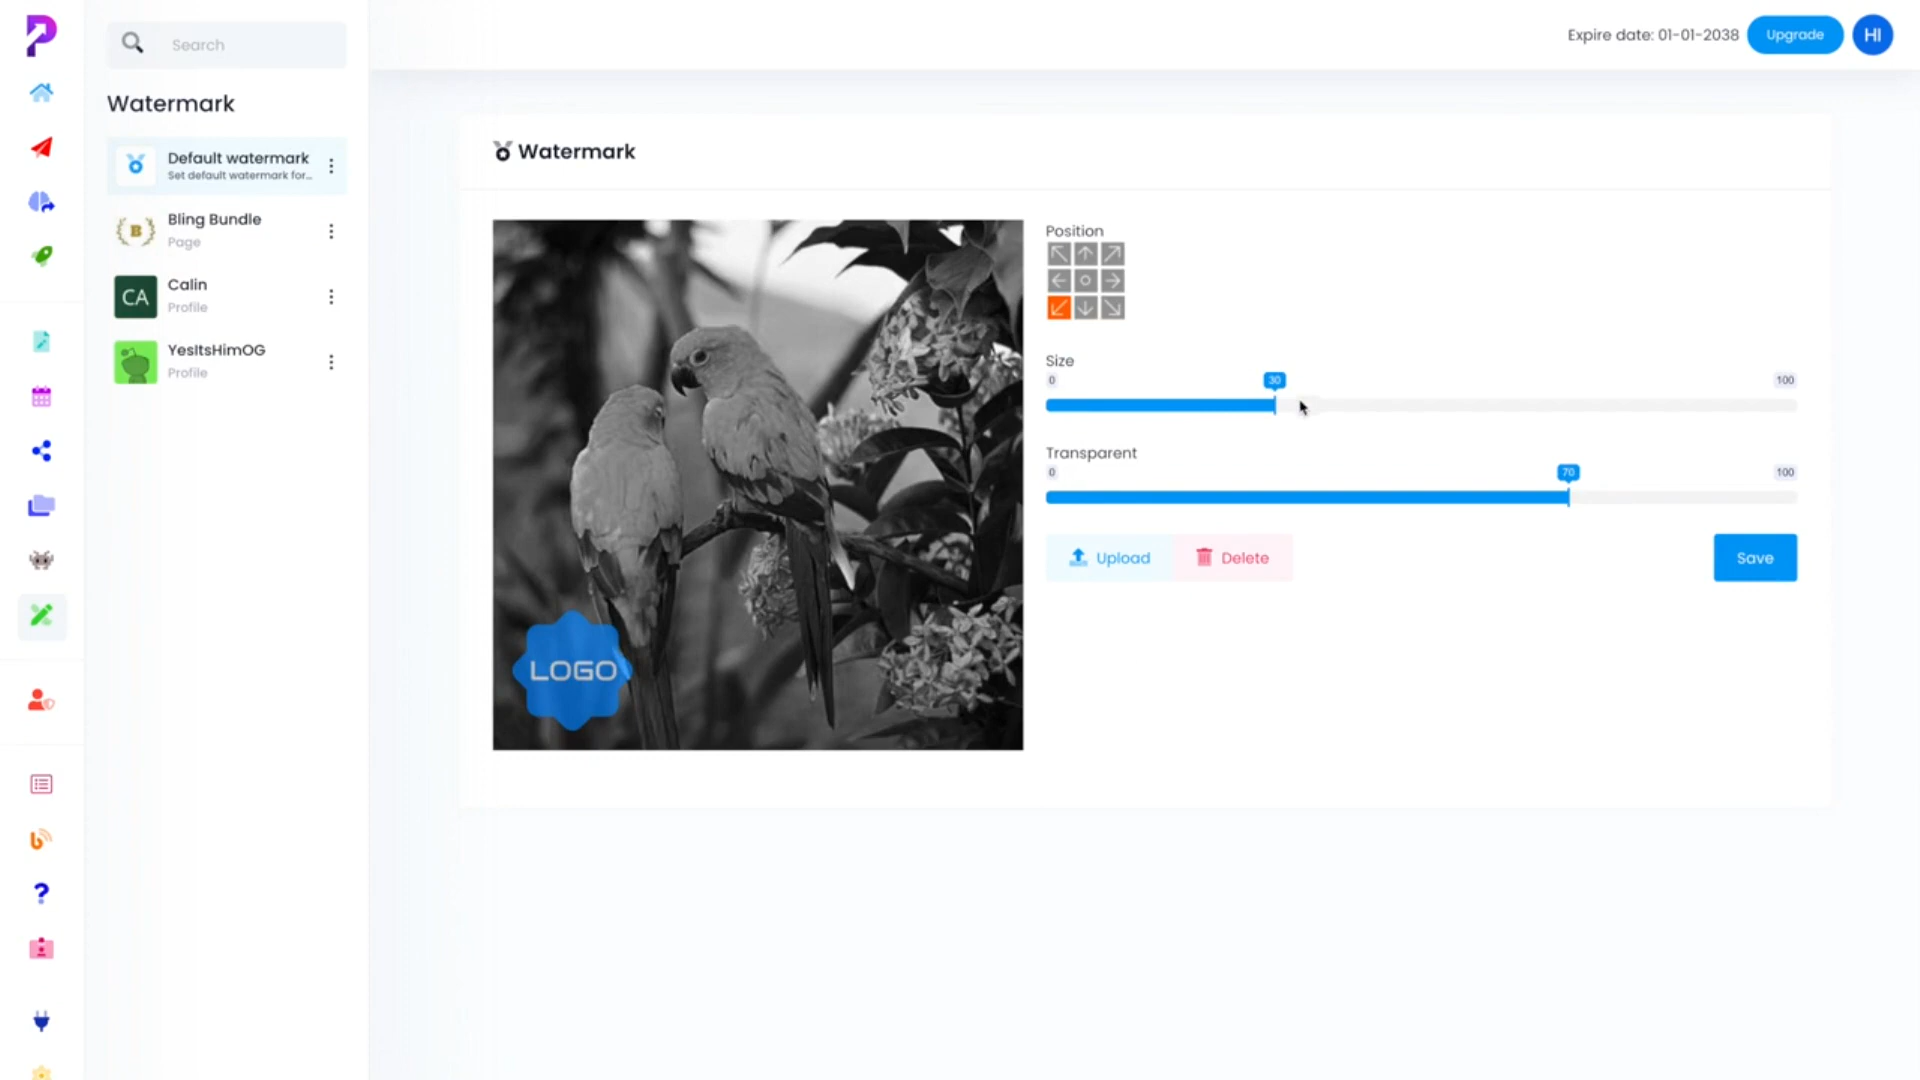 Search
Expire date: 01-01-2038
Upgrade
HI
Watermark
Default watermark
Set default watermark for...
B
Bling Bundle
Page
CA
Calin
Profile
YesItsHimOG
Profile
Watermark
LOGO
Position
Size
0
30
100
Transparent
0
70
100
Upload
Delete
Save